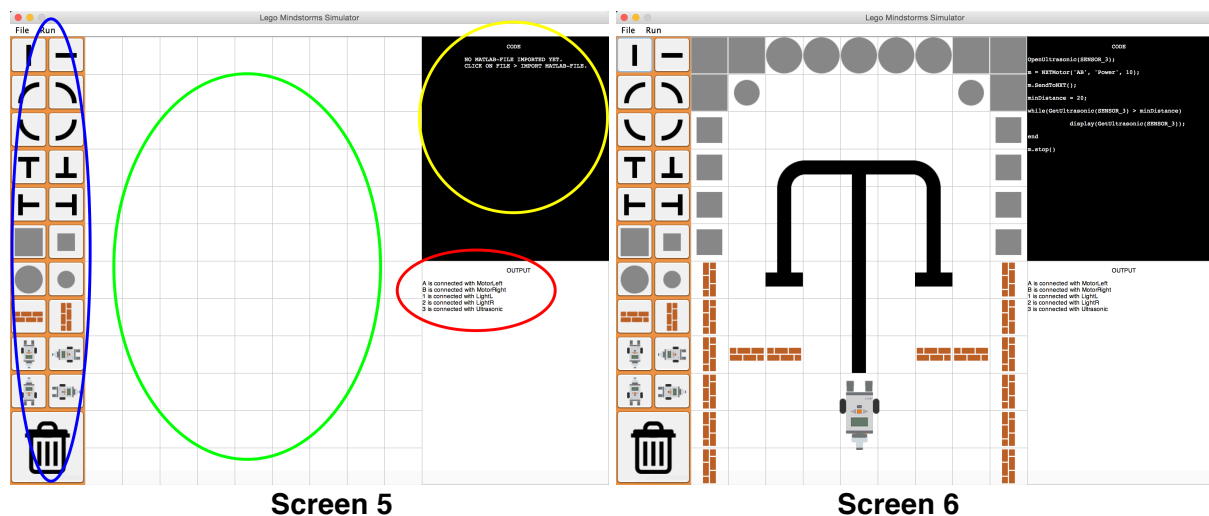 Lego Mindstorms Simulator
File Run
CODE
NO MATLAB-FILE IMPORTED YET.
CLICK ON FILE > IMPORT MATLAB-FILE.
OUTPUT
A is connected with MotorLeft
B is connected with MotorRight
1 is connected with LightL
2 is connected with LightR
3 is connected with Ultrasonic
Screen 5
Lego Mindstorms Simulator
File Run
CODE
OpenUltrasonic(SENSOR_3);
m = NXTMotor('AB', 'Power', 10);
m.SendToNXT();
minDistance = 20;
while(GetUltrasonic(SENSOR_3) > minDistance)
display(GetUltrasonic(SENSOR_3));
end
m.stop()
OUTPUT
A is connected with MotorLeft
B is connected with MotorRight
1 is connected with LightL
2 is connected with LightR
3 is connected with Ultrasonic
Screen 6